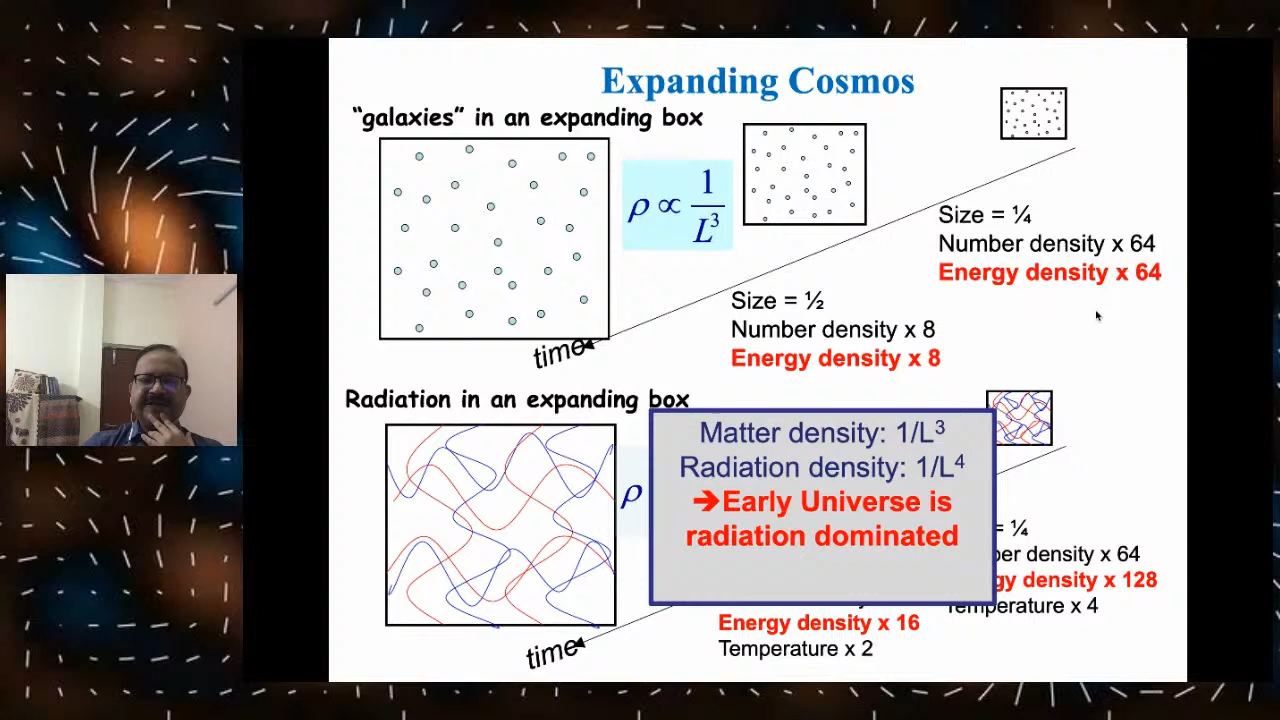 Expanding Cosmos
“galaxies” in an expanding box
ρ ∝ 1/L³
Size = ¼
Number density x 64
Energy density x 64
Size = ½
Number density x 8
Energy density x 8
time
Radiation in an expanding box
ρ
Matter density: 1/L³
Radiation density: 1/L⁴
➔Early Universe is
radiation dominated
= ¼
density x 64
density x 128
Temperature x 4
Energy density x 16
Temperature x 2
time